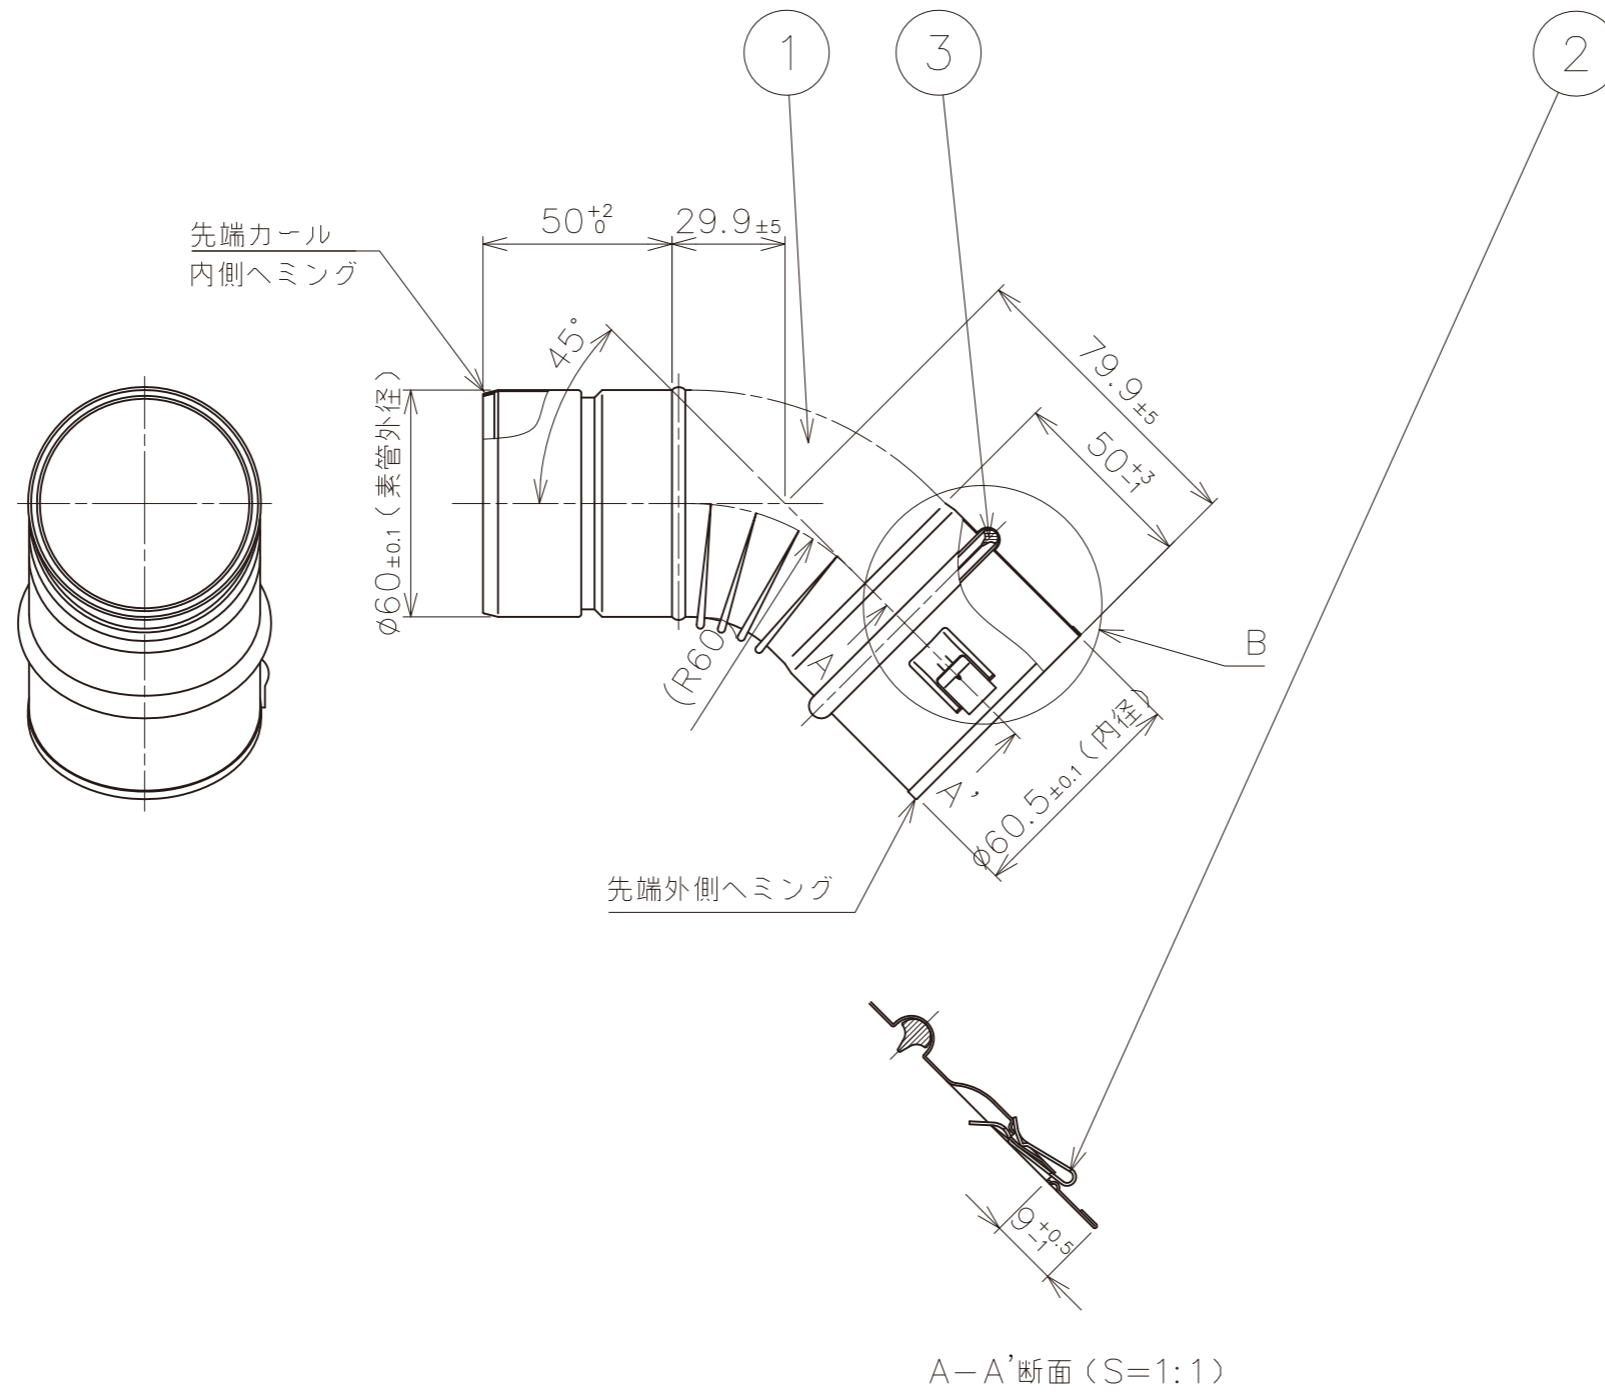 1
3
2
50 +2 0
29.9±5
先端カール
内側ヘミング
45°
79.9±5
50 +3 -1
φ60±0.1(素管外径)
(R60
A
B
A'
φ60.5±0.1(内径)
先端外側ヘミング
9 +0.5 -1
A-A'断面(S=1:1)